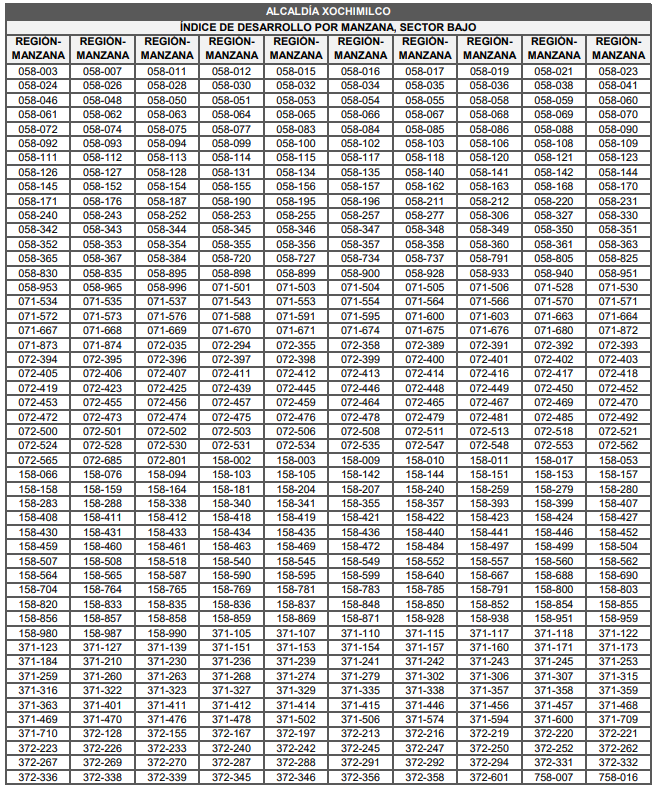 ALCALDÍA XOCHIMILCO
ÍNDICE DE DESARROLLO POR MANZANA, SECTOR BAJO
REGIÓN- REGIÓN- REGIÓN- REGIÓN- REGIÓN- REGIÓN- REGIÓN- REGIÓN- REGIÓN- REGIÓN-
MANZANA MANZANA MANZANA MANZANA MANZANA MANZANA MANZANA MANZANA MANZANA MANZANA
058-003 058-007 058-011 058-012 058-015 058-016 058-017 058-019 058-021 058-023
058-024 058-026 058-028 058-030 058-032 058-034 058-035 058-036 058-038 058-041
058-046 058-048 058-050 058-051 058-053 058-054 058-055 058-058 058-059 058-060
058-061 058-062 058-063 058-064 058-065 058-066 058-067 058-068 058-069 058-070
058-072 058-074 058-075 058-077 058-083 058-084 058-085 058-086 058-088 058-090
058-092 058-093 058-094 058-099 058-100 058-102 058-103 058-106 058-108 058-109
058-111 058-112 058-113 058-114 058-115 058-117 058-118 058-120 058-121 058-123
058-126 058-127 058-128 058-131 058-134 058-135 058-140 058-141 058-142 058-144
058-145 058-152 058-154 058-155 058-156 058-157 058-162 058-163 058-168 058-170
058-171 058-176 058-187 058-190 058-195 058-196 058-211 058-212 058-220 058-231
058-240 058-243 058-252 058-253 058-255 058-257 058-277 058-306 058-327 058-330
058-342 058-343 058-344 058-345 058-346 058-347 058-348 058-349 058-350 058-351
058-352 058-353 058-354 058-355 058-356 058-357 058-358 058-360 058-361 058-363
058-365 058-367 058-384 058-720 058-727 058-734 058-737 058-791 058-805 058-825
058-830 058-835 058-895 058-898 058-899 058-900 058-928 058-933 058-940 058-951
058-953 058-965 058-996 071-501 071-503 071-504 071-505 071-506 071-528 071-530
071-534 071-535 071-537 071-543 071-553 071-554 071-564 071-566 071-570 071-571
071-572 071-573 071-576 071-588 071-591 071-595 071-600 071-603 071-663 071-664
071-667 071-668 071-669 071-670 071-671 071-674 071-675 071-676 071-680 071-872
071-873 071-874 072-035 072-294 072-355 072-358 072-389 072-391 072-392 072-393
072-394 072-395 072-396 072-397 072-398 072-399 072-400 072-401 072-402 072-403
072-405 072-406 072-407 072-411 072-412 072-413 072-414 072-416 072-417 072-418
072-419 072-423 072-425 072-439 072-445 072-446 072-448 072-449 072-450 072-452
072-453 072-455 072-456 072-457 072-459 072-464 072-465 072-467 072-469 072-470
072-472 072-473 072-474 072-475 072-476 072-478 072-479 072-481 072-485 072-492
072-500 072-501 072-502 072-503 072-506 072-508 072-511 072-513 072-518 072-521
072-524 072-528 072-530 072-531 072-534 072-535 072-547 072-548 072-553 072-562
072-565 072-685 072-801 158-002 158-003 158-009 158-010 158-011 158-017 158-053
158-066 158-076 158-094 158-103 158-105 158-142 158-144 158-151 158-153 158-157
158-158 158-159 158-164 158-181 158-204 158-207 158-240 158-259 158-279 158-280
158-283 158-288 158-338 158-340 158-341 158-355 158-357 158-393 158-399 158-407
158-408 158-411 158-412 158-418 158-419 158-421 158-422 158-423 158-424 158-427
158-430 158-431 158-433 158-434 158-435 158-436 158-440 158-441 158-446 158-452
158-459 158-460 158-461 158-463 158-469 158-472 158-484 158-497 158-499 158-504
158-507 158-508 158-518 158-540 158-545 158-549 158-552 158-557 158-560 158-562
158-564 158-565 158-587 158-590 158-595 158-599 158-640 158-667 158-688 158-690
158-704 158-764 158-765 158-769 158-781 158-783 158-785 158-791 158-800 158-803
158-820 158-833 158-835 158-836 158-837 158-848 158-850 158-852 158-854 158-855
158-856 158-857 158-858 158-859 158-869 158-871 158-928 158-938 158-951 158-959
158-980 158-987 158-990 371-105 371-107 371-110 371-115 371-117 371-118 371-122
371-123 371-127 371-139 371-151 371-153 371-154 371-157 371-160 371-171 371-173
371-184 371-210 371-230 371-236 371-239 371-241 371-242 371-243 371-245 371-253
371-259 371-260 371-263 371-268 371-274 371-279 371-302 371-306 371-307 371-315
371-316 371-322 371-323 371-327 371-329 371-335 371-338 371-357 371-358 371-359
371-363 371-401 371-411 371-412 371-414 371-415 371-446 371-456 371-457 371-468
371-469 371-470 371-476 371-478 371-502 371-506 371-574 371-594 371-600 371-709
371-710 372-128 372-155 372-167 372-197 372-213 372-216 372-219 372-220 372-221
372-223 372-226 372-233 372-240 372-242 372-245 372-247 372-250 372-252 372-262
372-267 372-269 372-270 372-287 372-288 372-291 372-292 372-294 372-331 372-332
372-336 372-338 372-339 372-345 372-346 372-356 372-358 372-601 758-007 758-016